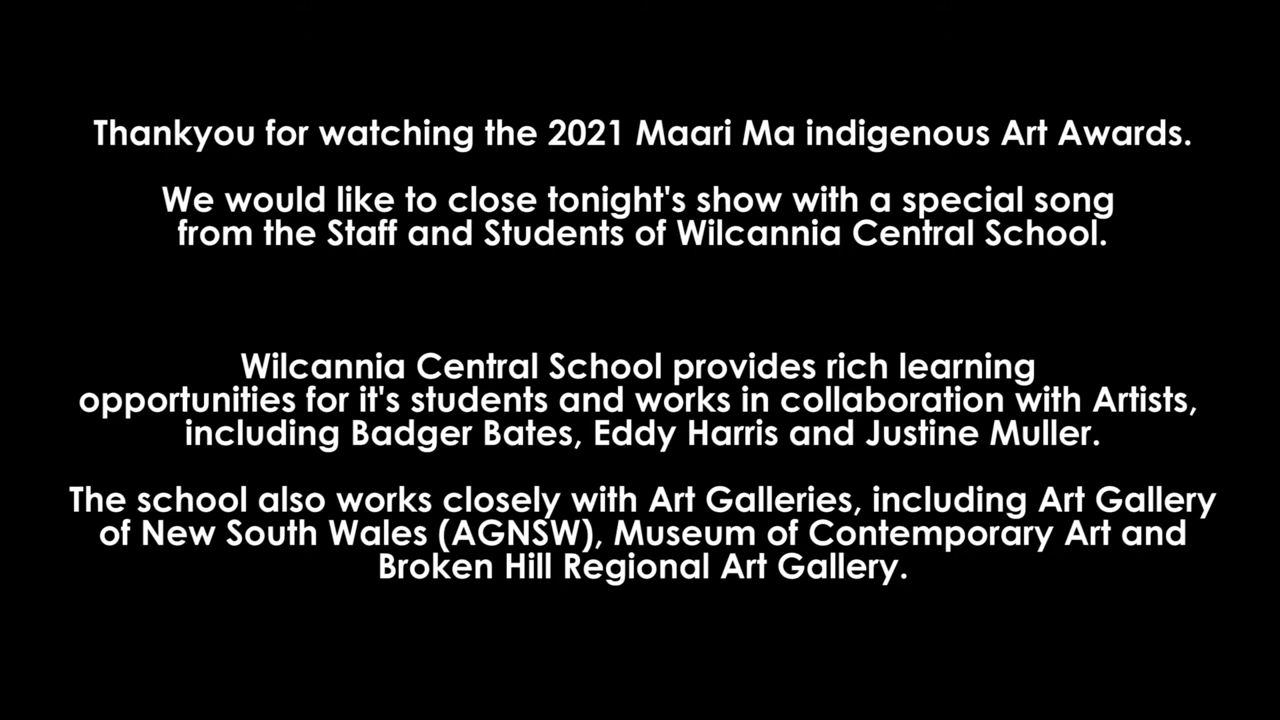 Thankyou for watching the 2021 Maari Ma indigenous Art Awards.
We would like to close tonight's show with a special song
from the Staff and Students of Wilcannia Central School.
Wilcannia Central School provides rich learning
opportunities for it's students and works in collaboration with Artists,
including Badger Bates, Eddy Harris and Justine Muller.
The school also works closely with Art Galleries, including Art Gallery
of New South Wales (AGNSW), Museum of Contemporary Art and
Broken Hill Regional Art Gallery.